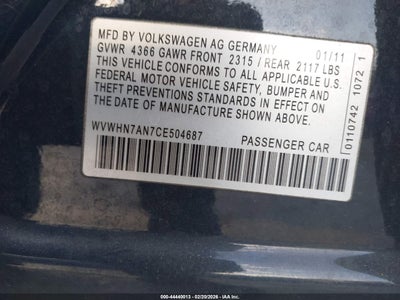 MFD BY VOLKSWAGEN AG GERMANY 01/11
GVWR 4366 GAWR FRONT 2315 / REAR 2117 LBS
THIS VEHICLE CONFORMS TO ALL APPLICABLE U.S.
FEDERAL MOTOR VEHICLE SAFETY, BUMPER AND
THEFT PREVENTION STANDARDS IN EFFECT ON THE
DATE OF MANUFACTURE SHOWN ABOVE.
WVWHN7AN7CE504687
PASSENGER CAR
0110742 1072 1
000-44440013 - 02/20/2026 - IAA Inc.